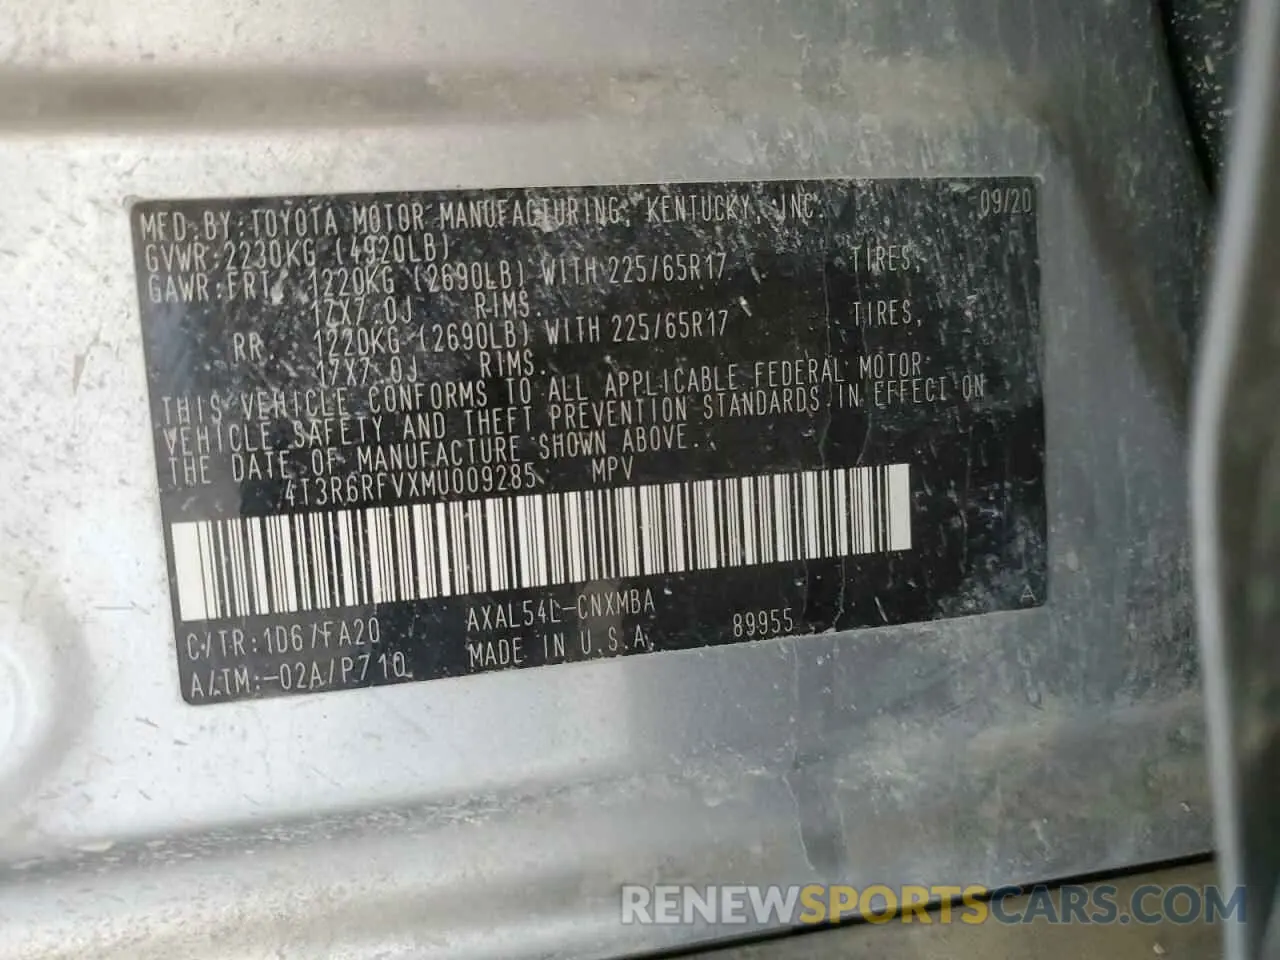 MFD. BY: TOYOTA MOTOR MANUFACTURING, KENTUCKY, INC. 09/20
GVWR: 2230KG (4920LB)
GAWR: FRT. 1220KG (2690LB) WITH 225/65R17 TIRES,
17X7.0J RIMS.
RR. 1220KG (2690LB) WITH 225/65R17 TIRES,
17X7.0J RIMS.
THIS VEHICLE CONFORMS TO ALL APPLICABLE FEDERAL MOTOR
VEHICLE SAFETY AND THEFT PREVENTION STANDARDS IN EFFECT ON
THE DATE OF MANUFACTURE SHOWN ABOVE.
4T3R6RFVXMU009285 MPV
C/TR: 1D6/FA20 AXAL54L-CNXMBA A
A/TM: -02A/P710 MADE IN U.S.A. 89955
RENEWSPORTSCARS.COM